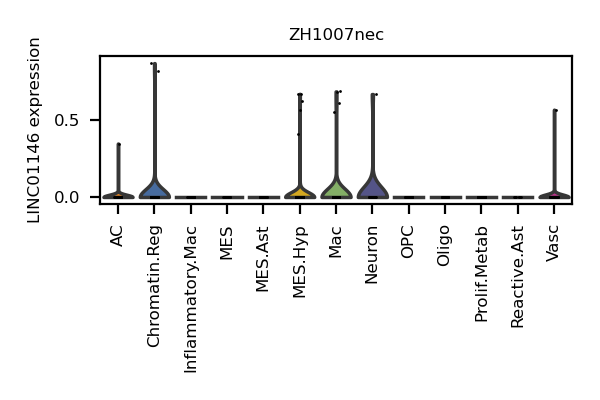 ZH1007nec
LINC01146 expression
0.5
0.0
AC
Chromatin.Reg
Inflammatory.Mac
MES
MES.Ast
MES.Hyp
Mac
Neuron
OPC
Oligo
Prolif.Metab
Reactive.Ast
Vasc